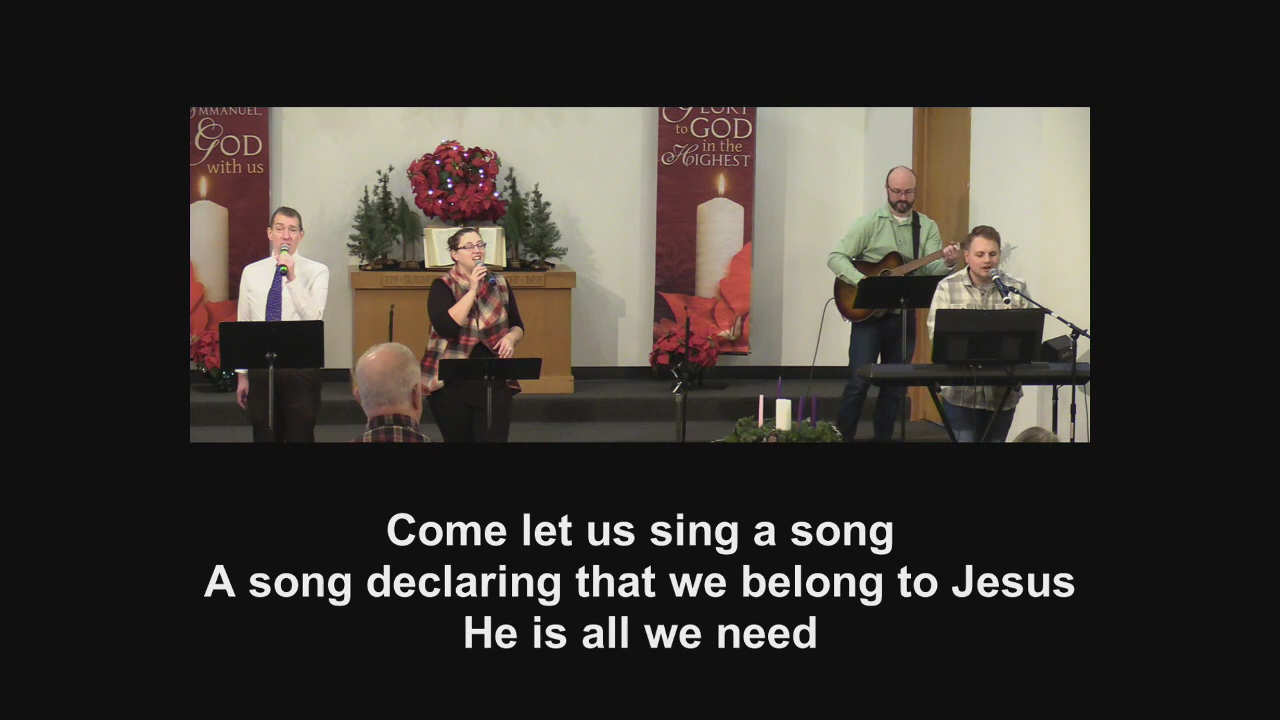 MMANUEL,
GOD
with us
GLORY
to GOD
in the
HIGHEST
Come let us sing a song
A song declaring that we belong to Jesus
He is all we need